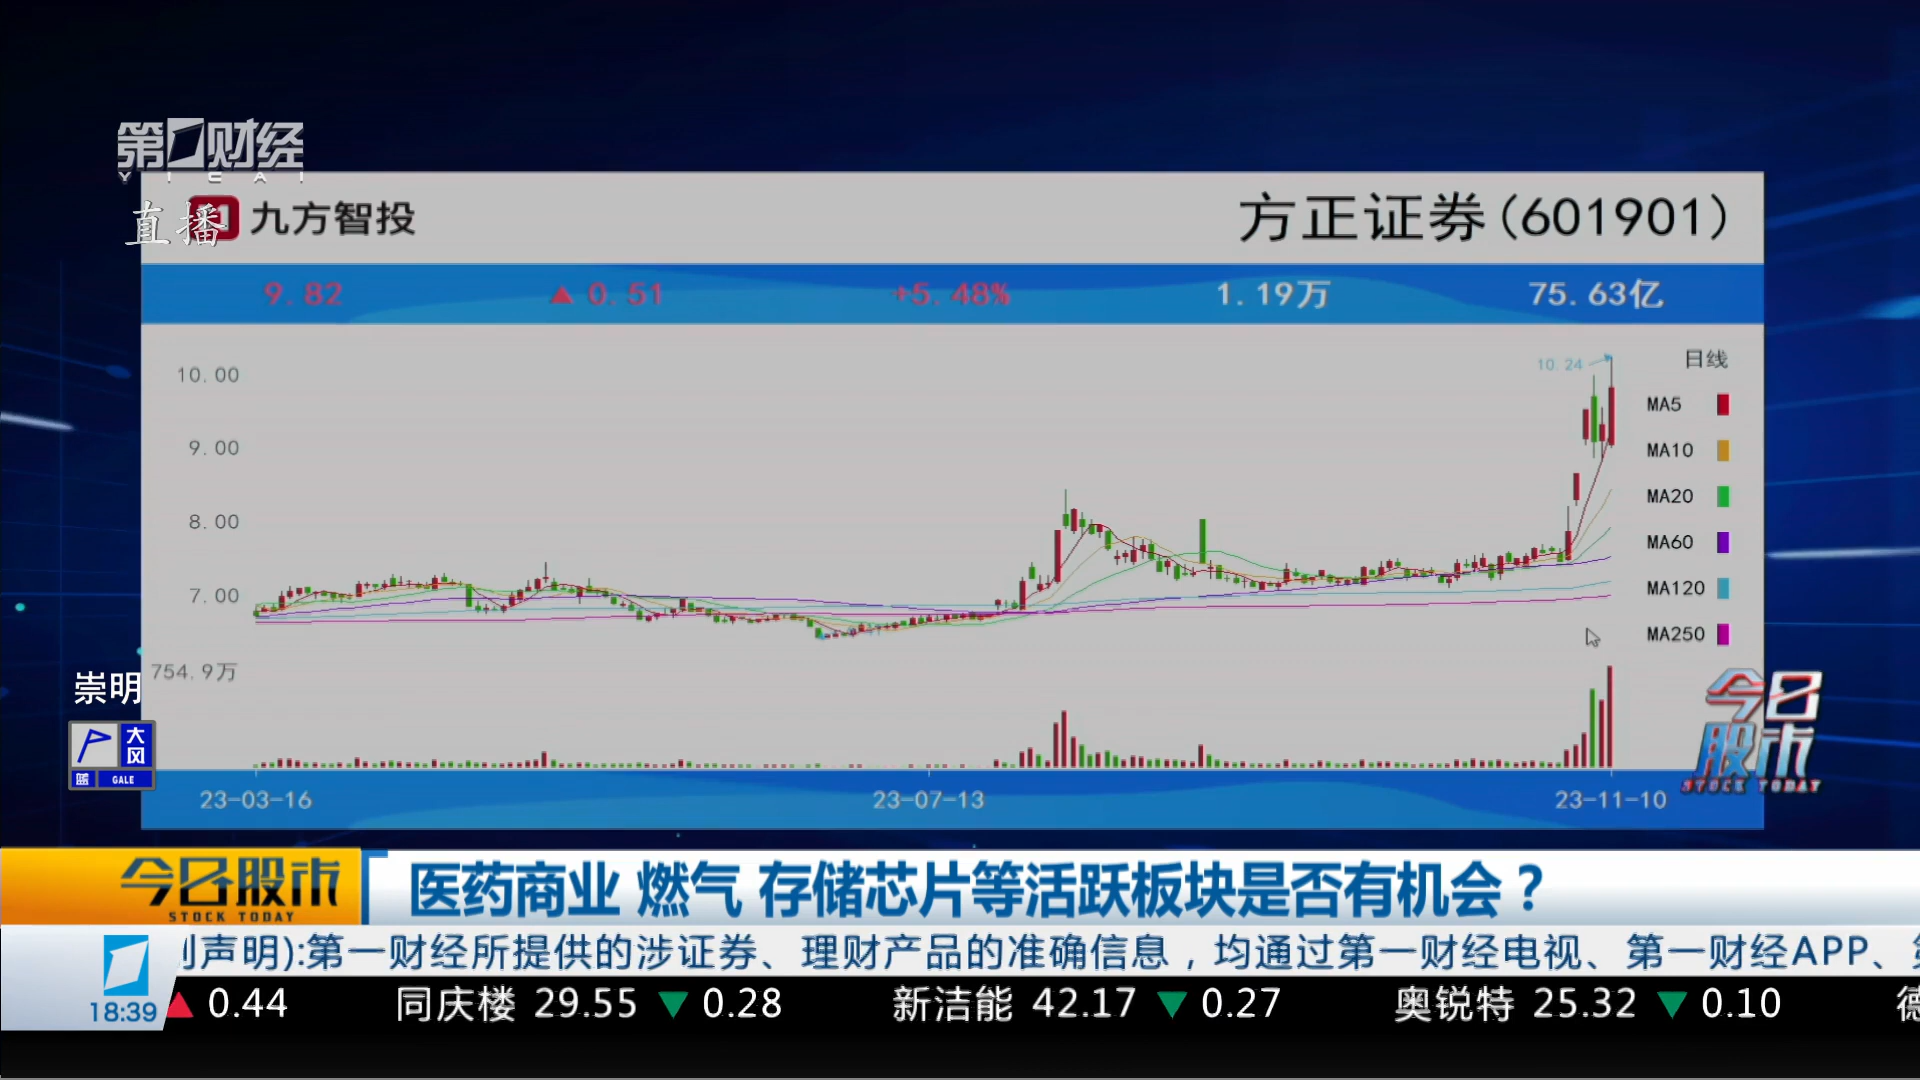 第一财经
YICAI
直播
九方智投
方正证券(601901)
9.82 ▲ 0.51 +5.48% 1.19万 75.63亿
10.24
日线
10.00
9.00
8.00
7.00
MA5
MA10
MA20
MA60
MA120
MA250
754.9万
23-03-16 23-07-13 23-11-10
崇明
大风
蓝 GALE
今日股市
STOCK TODAY
今日股市
STOCK TODAY
医药商业 燃气 存储芯片等活跃板块是否有机会？
声明):第一财经所提供的涉证券、理财产品的准确信息，均通过第一财经电视、第一财经APP、
18:39
▲ 0.44 同庆楼 29.55 ▼ 0.28 新洁能 42.17 ▼ 0.27 奥锐特 25.32 ▼ 0.10